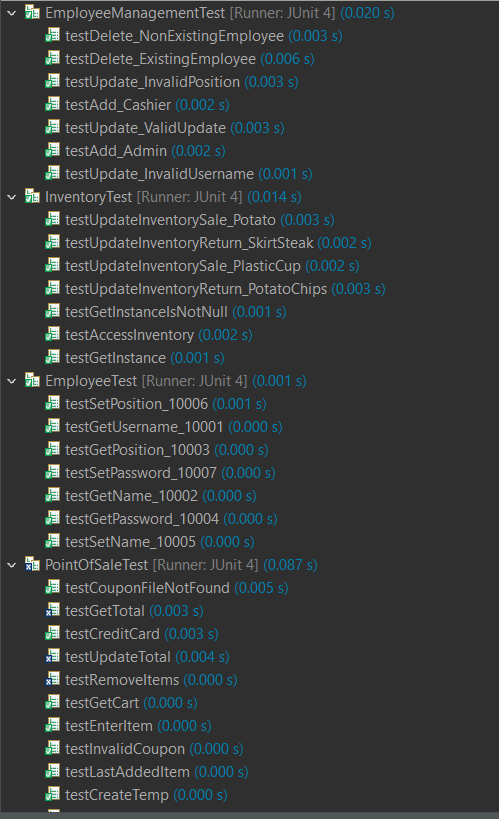 EmployeeManagementTest [Runner: JUnit 4] (0.020 s)
testDelete_NonExistingEmployee (0.003 s)
testDelete_ExistingEmployee (0.006 s)
testUpdate_InvalidPosition (0.003 s)
testAdd_Cashier (0.002 s)
testUpdate_ValidUpdate (0.003 s)
testAdd_Admin (0.002 s)
testUpdate_InvalidUsername (0.001 s)
InventoryTest [Runner: JUnit 4] (0.014 s)
testUpdateInventorySale_Potato (0.003 s)
testUpdateInventoryReturn_SkirtSteak (0.002 s)
testUpdateInventorySale_PlasticCup (0.002 s)
testUpdateInventoryReturn_PotatoChips (0.003 s)
testGetInstanceIsNotNull (0.001 s)
testAccessInventory (0.002 s)
testGetInstance (0.001 s)
EmployeeTest [Runner: JUnit 4] (0.001 s)
testSetPosition_10006 (0.001 s)
testGetUsername_10001 (0.000 s)
testGetPosition_10003 (0.000 s)
testSetPassword_10007 (0.000 s)
testGetName_10002 (0.000 s)
testGetPassword_10004 (0.000 s)
testSetName_10005 (0.000 s)
PointOfSaleTest [Runner: JUnit 4] (0.087 s)
testCouponFileNotFound (0.005 s)
testGetTotal (0.003 s)
testCreditCard (0.003 s)
testUpdateTotal (0.004 s)
testRemoveItems (0.000 s)
testGetCart (0.000 s)
testEnterItem (0.000 s)
testInvalidCoupon (0.000 s)
testLastAddedItem (0.000 s)
testCreateTemp (0.000 s)